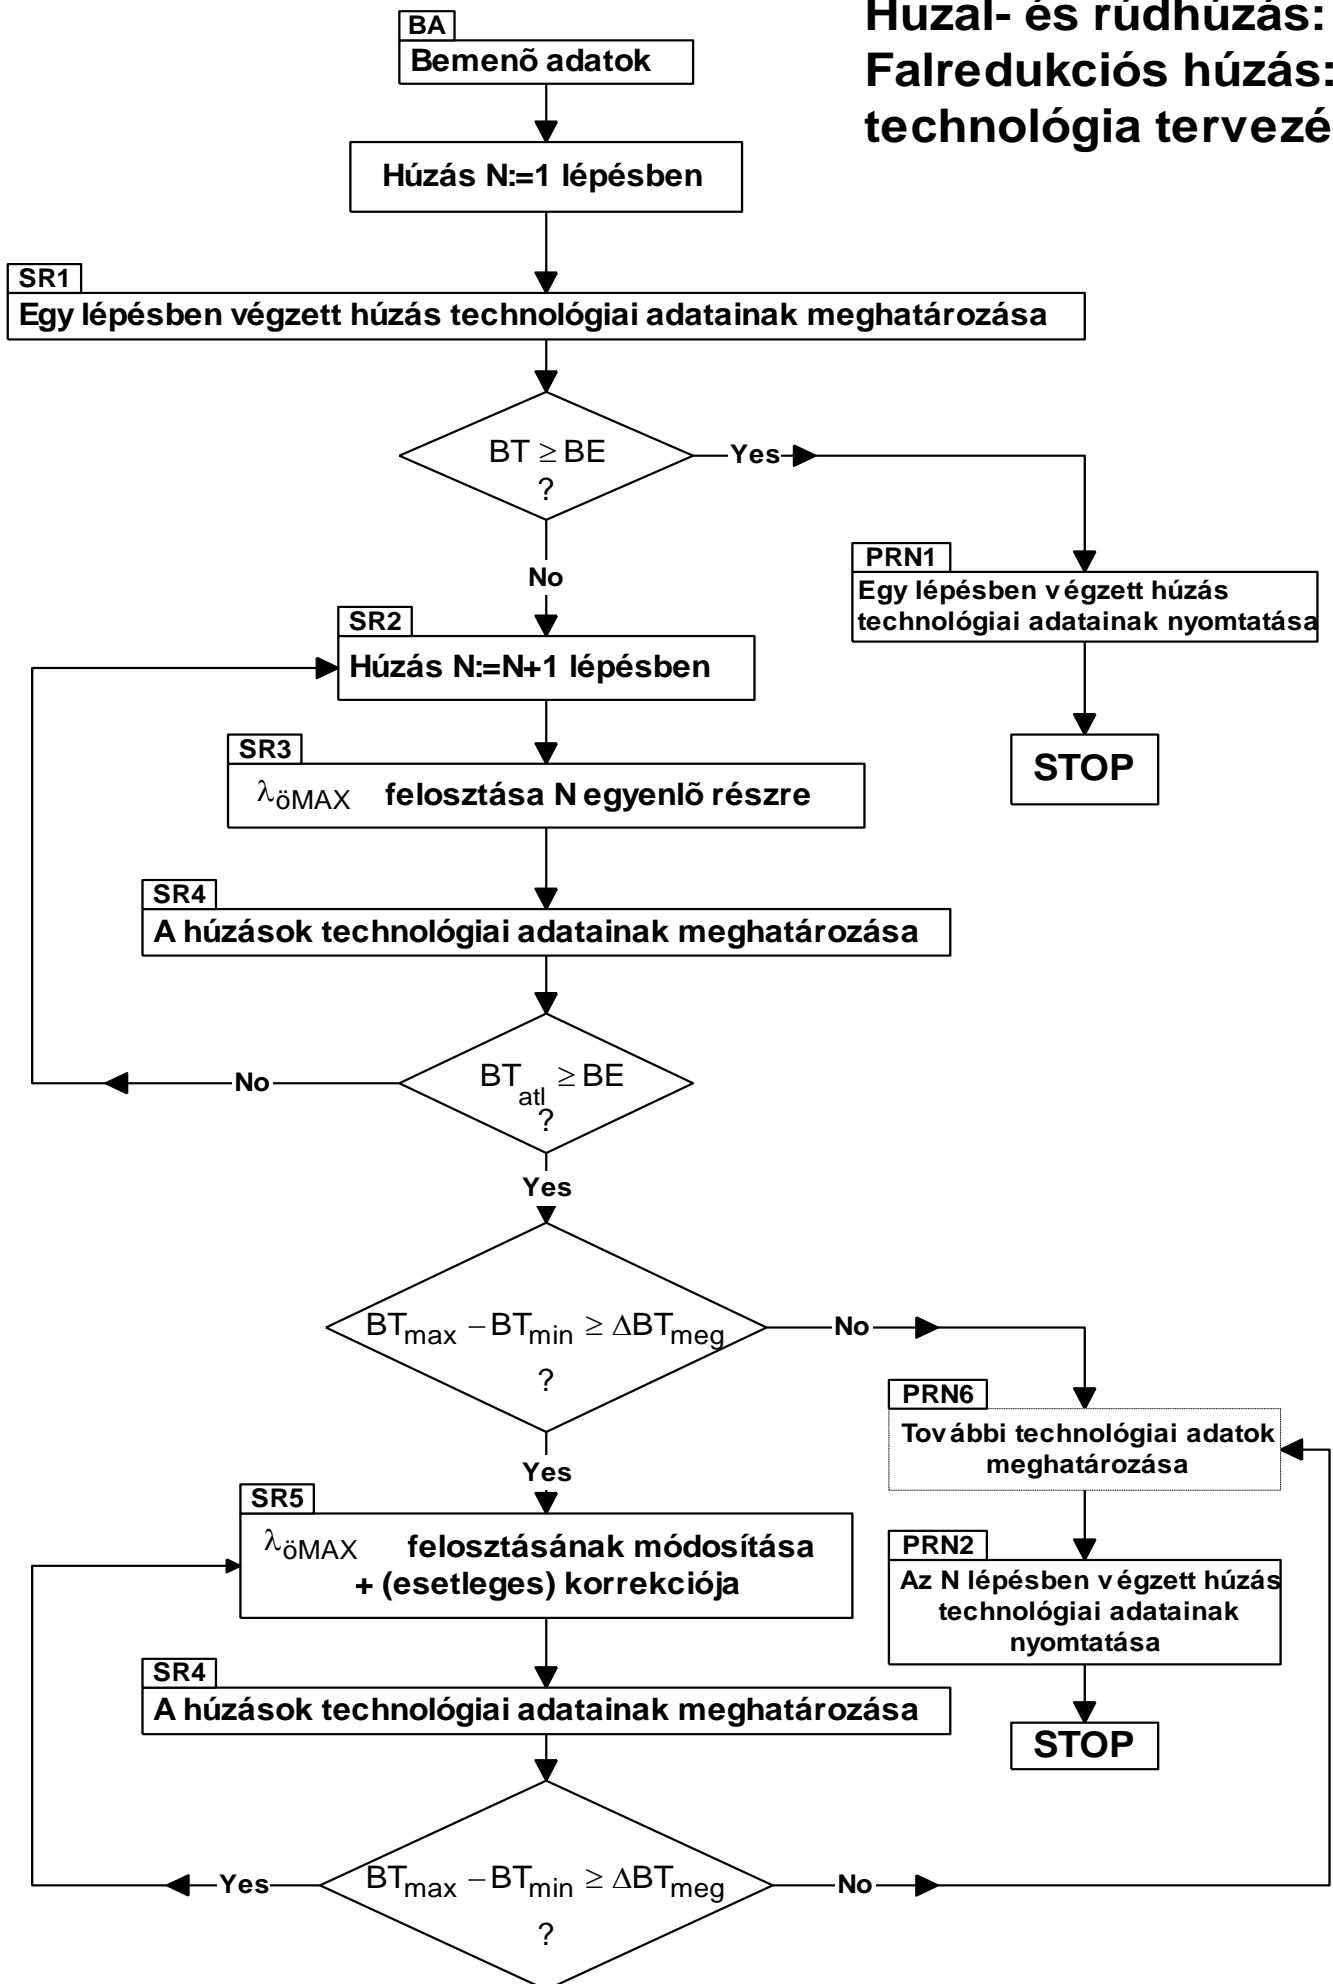 Huzal- és rúdhúzás:
Falredukciós húzás:
technológia tervezé
BA
Bemenõ adatok
Húzás N:=1 lépésben
SR1
Egy lépésben végzett húzás technológiai adatainak meghatározása
BT ≥ BE
?
Yes
No
PRN1
Egy lépésben végzett húzás
technológiai adatainak nyomtatása
STOP
SR2
Húzás N:=N+1 lépésben
SR3
λöMAX felosztása N egyenlõ részre
SR4
A húzások technológiai adatainak meghatározása
BTatl ≥ BE
?
No
Yes
BTmax − BTmin ≥ ΔBTmeg
?
No
Yes
PRN6
További technológiai adatok
meghatározása
PRN2
Az N lépésben végzett húzás
technológiai adatainak
nyomtatása
STOP
SR5
λöMAX felosztásának módosítása
+ (esetleges) korrekciója
SR4
A húzások technológiai adatainak meghatározása
BTmax − BTmin ≥ ΔBTmeg
?
Yes
No